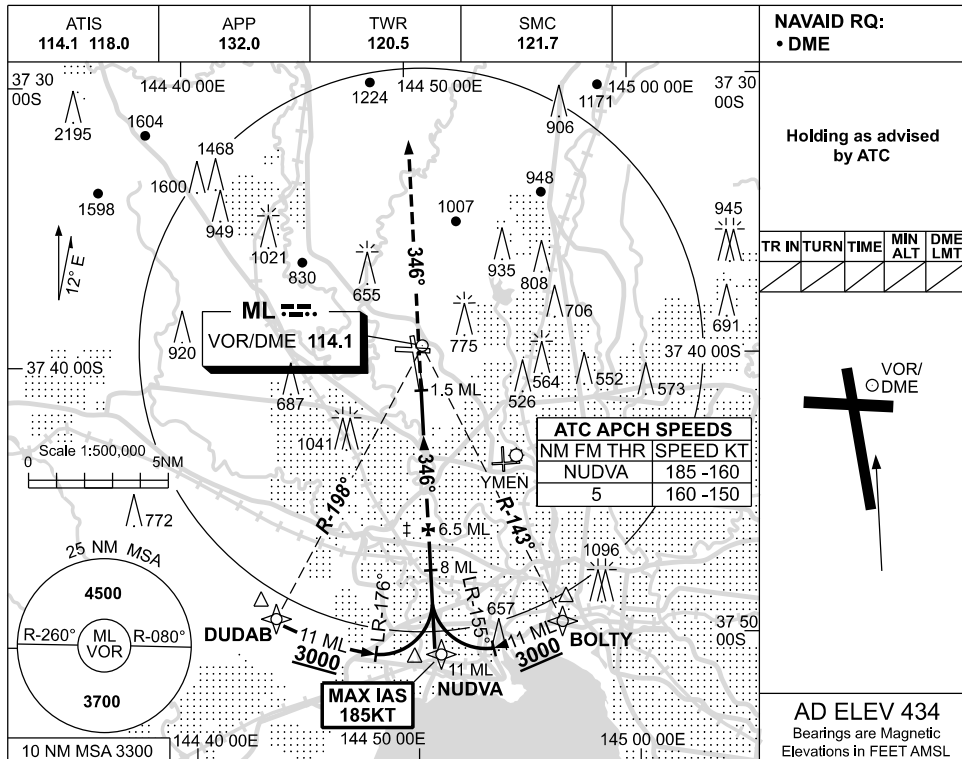 ATIS
114.1 118.0
APP
132.0
TWR
120.5
SMC
121.7
NAVAID RQ:
• DME
37 30
00S
144 40 00E
1224
144 50 00E
1171
145 00 00E
37 30
00S
2195
1604
906
Holding as advised
by ATC
1468
1600
948
1598
949
1007
945
12° E
1021
830
655
346°
935
808
TR IN
TURN
TIME
MIN
ALT
DME
LMT
706
691
ML
VOR/DME 114.1
920
775
37 40
00S
37 40
00S
687
1.5 ML
526
564
552
573
VOR/
DME
1041
ATC APCH SPEEDS
NM FM THR SPEED KT
NUDVA 185 -160
5 160 -150
Scale 1:500,000
0 5NM
346°
YMEN
R-198°
R-143°
772
‡ 6.5 ML
8 ML
1096
25 NM MSA
4500
R-260°
ML
VOR
R-080°
3700
LR-176°
LR-155°
657
DUDAB
11 ML
3000
11 ML
3000
BOLTY
37 50
00S
11 ML
NUDVA
MAX IAS
185KT
10 NM MSA 3300
144 40 00E
144 50 00E
145 00 00E
AD ELEV 434
Bearings are Magnetic
Elevations in FEET AMSL